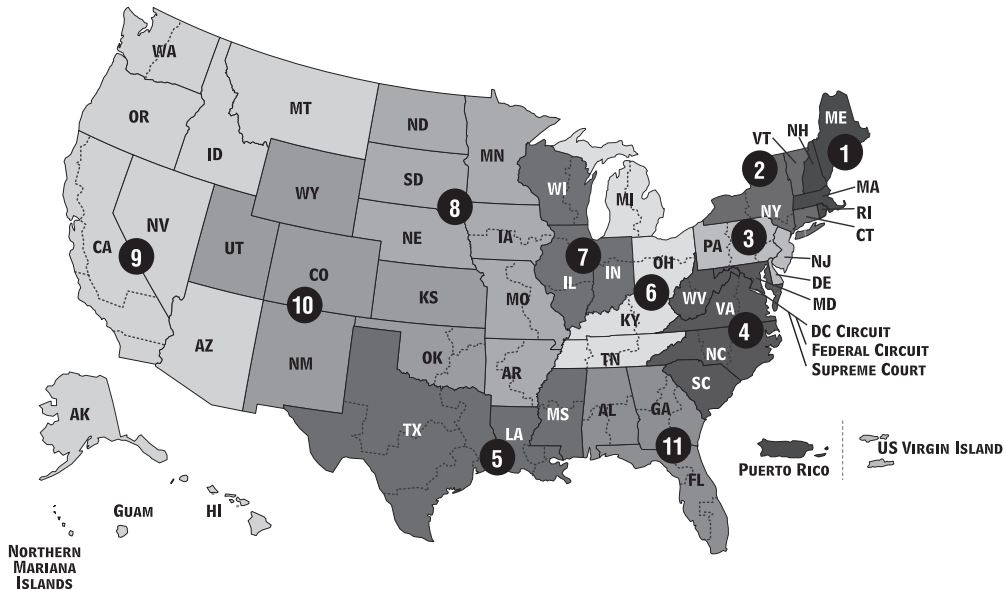 WA
OR
CA
NV
ID
MT
WY
UT
AZ
CO
NM
ND
SD
NE
KS
OK
TX
MN
IA
MO
AR
LA
WI
IL
IN
MI
OH
KY
TN
MS
AL
GA
FL
SC
NC
VA
WV
PA
NY
VT
NH
ME
MA
RI
CT
NJ
DE
MD
DC CIRCUIT
FEDERAL CIRCUIT
SUPREME COURT
1
2
3
4
5
6
7
8
9
10
11
AK
GUAM
HI
NORTHERN
MARIANA
ISLANDS
PUERTO RICO
US VIRGIN ISLAND